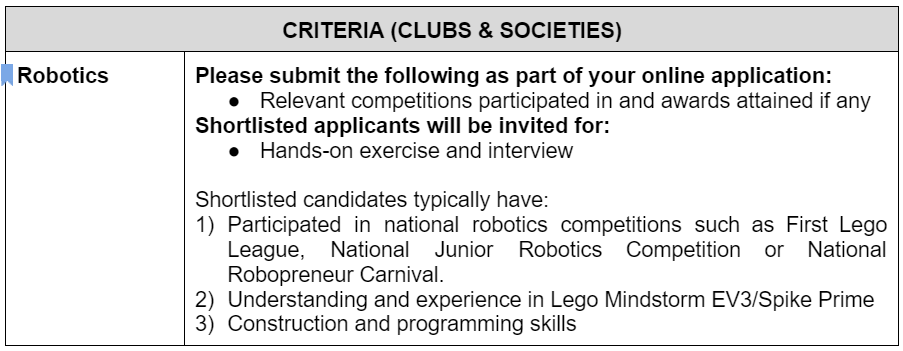 CRITERIA (CLUBS & SOCIETIES)
Robotics
Please submit the following as part of your online application:
● Relevant competitions participated in and awards attained if any
Shortlisted applicants will be invited for:
● Hands-on exercise and interview
Shortlisted candidates typically have:
1) Participated in national robotics competitions such as First Lego
League, National Junior Robotics Competition or National
Robopreneur Carnival.
2) Understanding and experience in Lego Mindstorm EV3/Spike Prime
3) Construction and programming skills